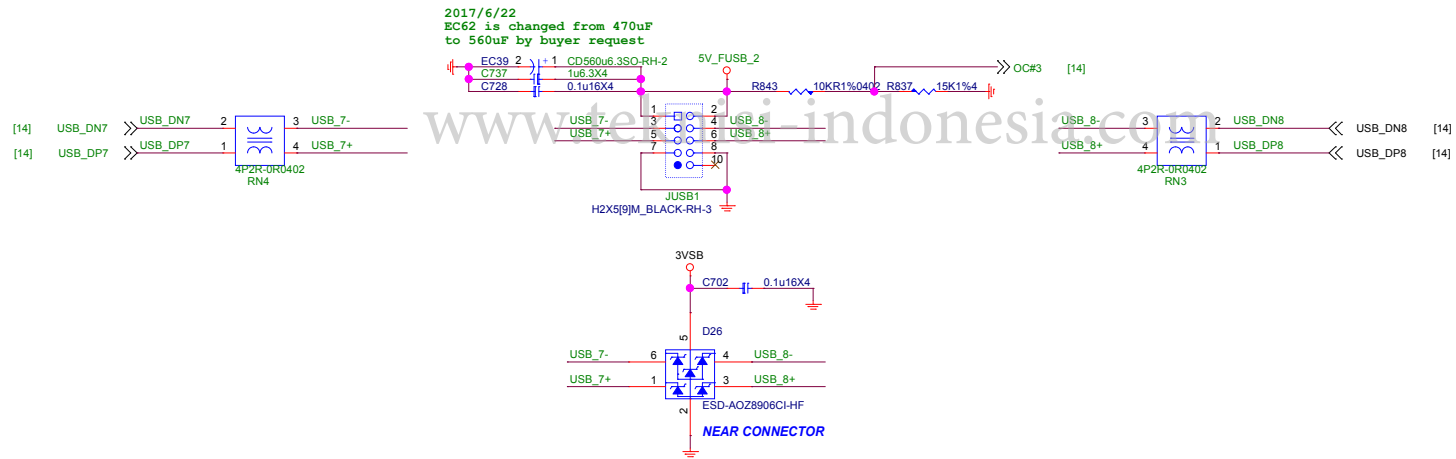 2017/6/22
EC62 is changed from 470uF
to 560uF by buyer request
EC39 2 + 1 CD560u6.3SO-RH-2
C737 1u6.3X4
C728 0.1u16X4
5V_FUSB_2
R843 10KR1%0402 R837 15K1%4
OC#3 [14]
www.teknisi-indonesia.com
1 2
USB_7- 3 4 USB_8-
USB_7+ 5 6 USB_8+
7 8
10
JUSB1
H2X5[9]M_BLACK-RH-3
[14] USB_DN7 USB_DN7 2 3 USB_7-
[14] USB_DP7 USB_DP7 1 4 USB_7+
4P2R-0R0402
RN4
USB_8- 3 2 USB_DN8 USB_DN8 [14]
USB_8+ 4 1 USB_DP8 USB_DP8 [14]
4P2R-0R0402
RN3
3VSB
C702 0.1u16X4
5
D26
USB_7- 6 4 USB_8-
USB_7+ 1 3 USB_8+
2
ESD-AOZ8906CI-HF
NEAR CONNECTOR